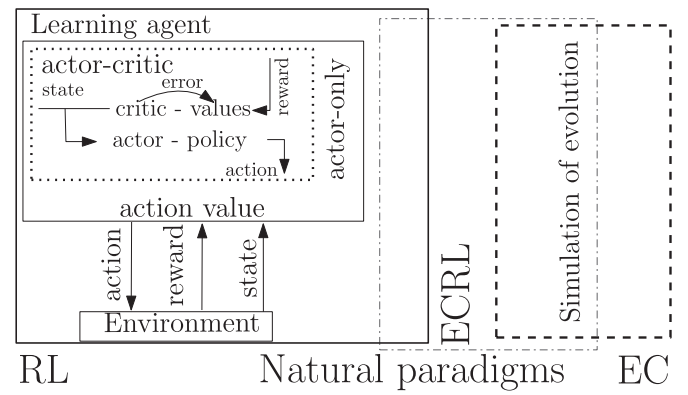 Learning agent
actor-critic
state
error
critic - values
reward
actor - policy
action
actor-only
action value
action
reward
state
Environment
ECRL
Simulation of evolution
RL
Natural paradigms
EC